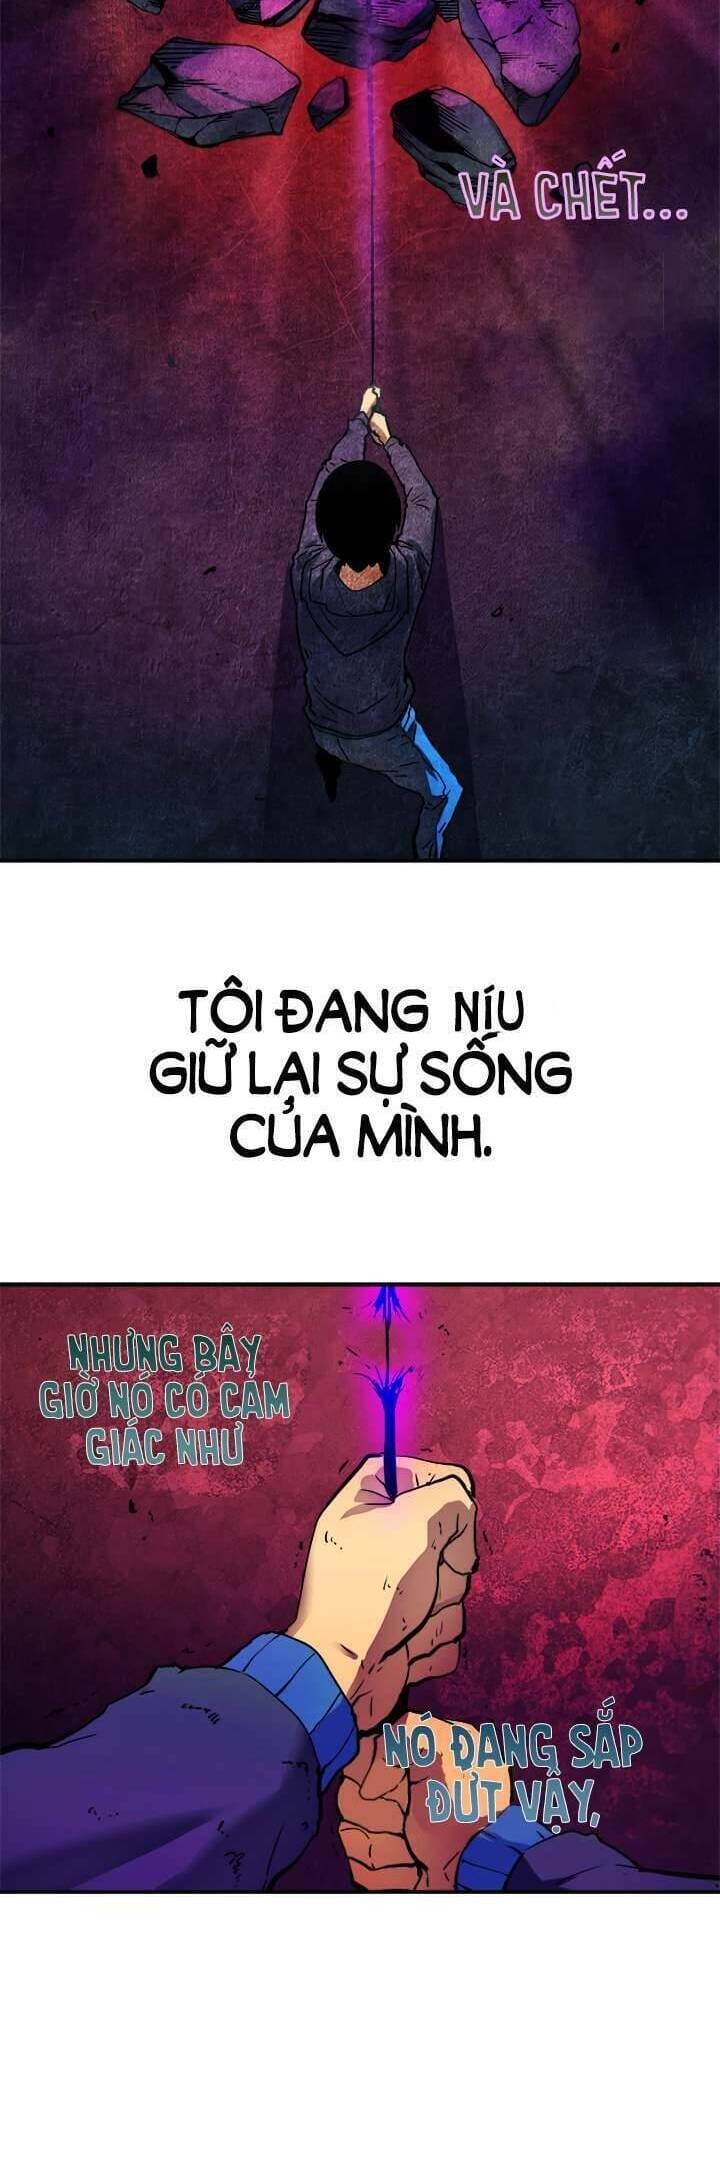 VÀ CHẾT...
TÔI ĐANG NÍU
GIỮ LẠI SỰ SỐNG
CỦA MÌNH.
NHƯNG BÂY
GIỜ NÓ CÓ CẢM
GIÁC NHƯ
NÓ ĐANG SẮP
ĐỨT VẬY,